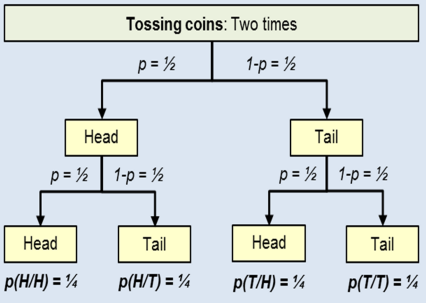 Tossing coins: Two times
p = ½ 1-p = ½
Head Tail
p = ½ 1-p = ½ p = ½ 1-p = ½
Head Tail Head Tail
p(H/H) = ¼ p(H/T) = ¼ p(T/H) = ¼ p(T/T) = ¼